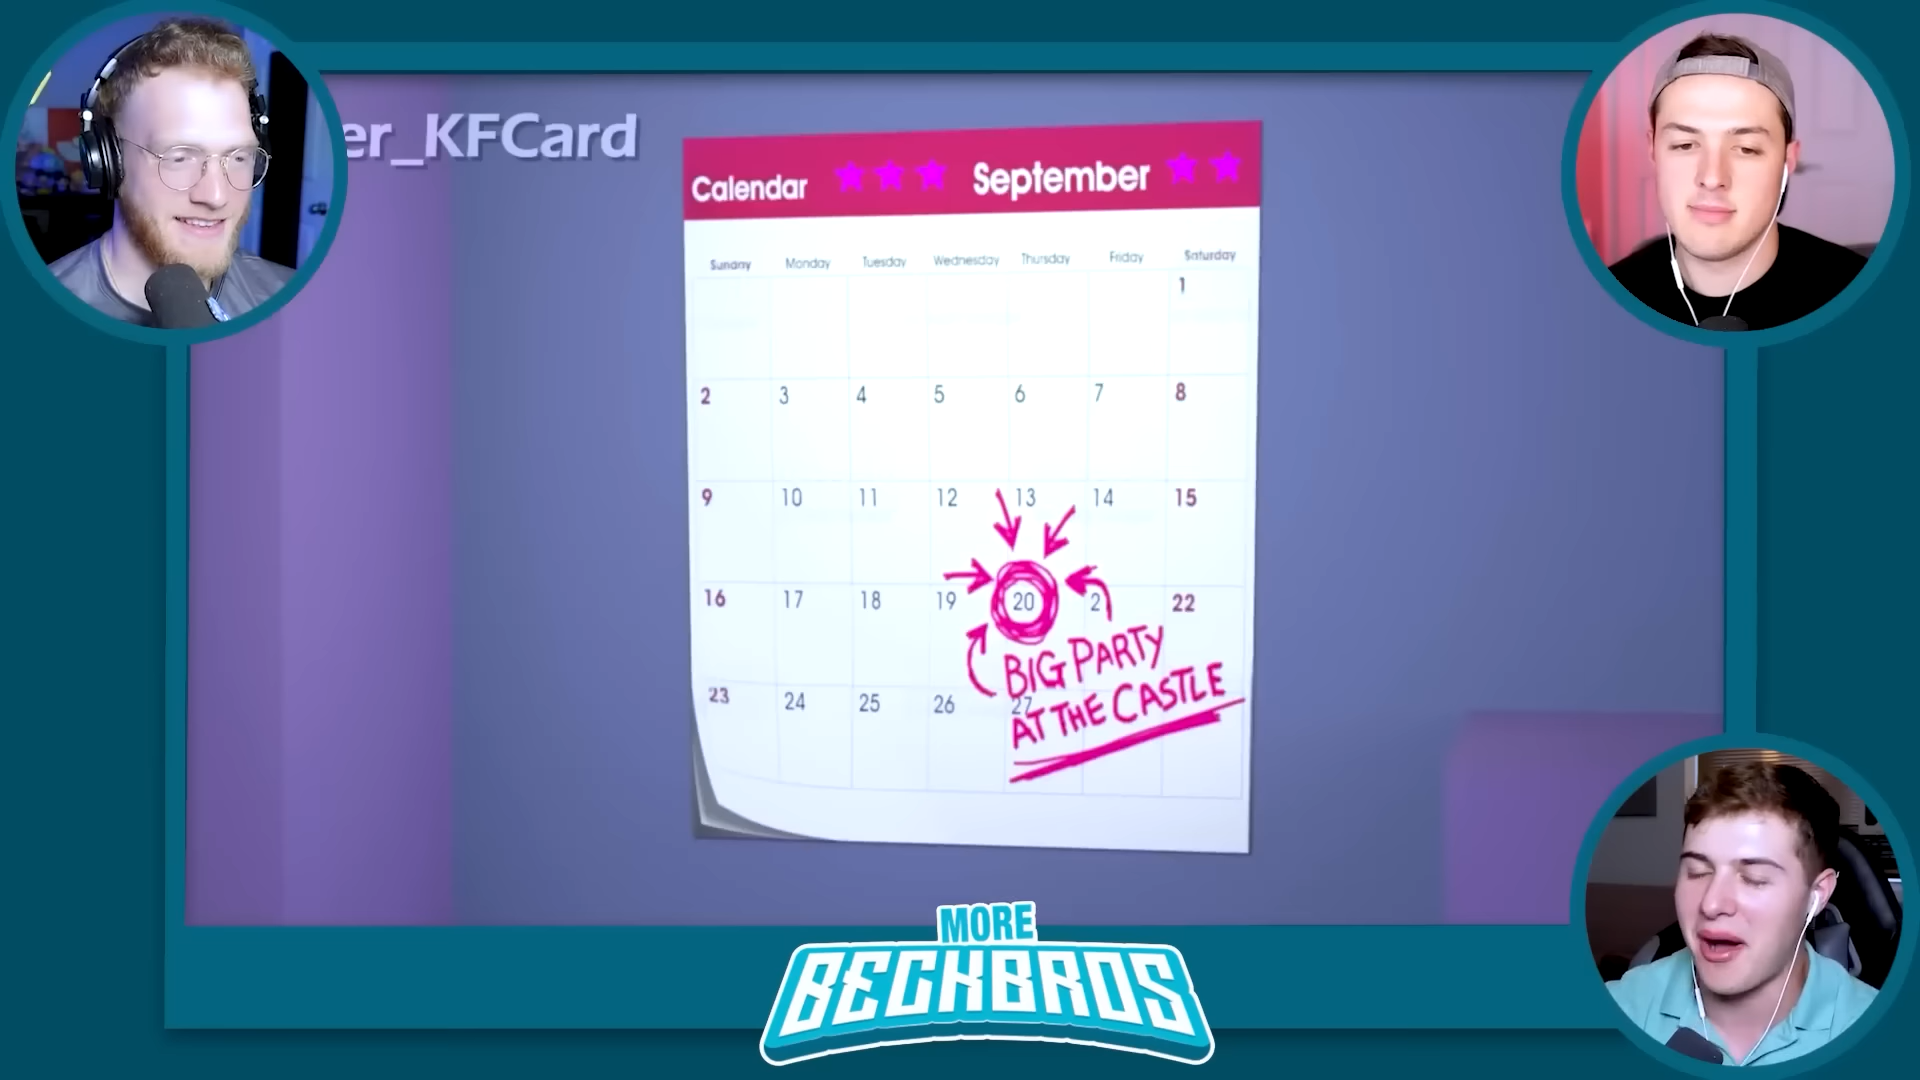 er_KFCard
Calendar September
Sunday Monday Tuesday Wednesday Thursday Friday Saturday
1
2 3 4 5 6 7 8
9 10 11 12 13 14 15
16 17 18 19 20 2 22
BIG PARTY
23 24 25 26 27
AT THE CASTLE
MORE
BECKBROS